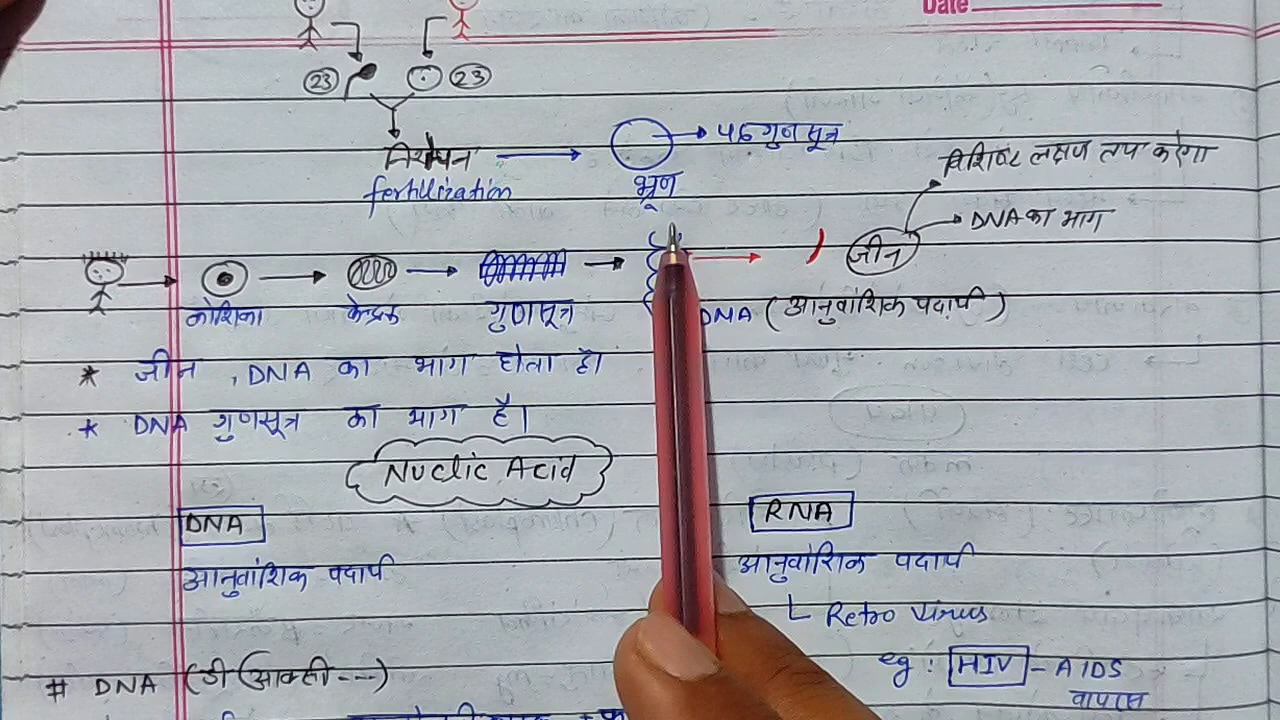 Date
23 23
निषेचन
fertilization
भ्रूण
46 गुणसूत्र
विशिष्ट लक्षण तय करेगा
DNA का भाग
जीन
कोशिका केन्द्रक गुणसूत्र DNA (आनुवांशिक पदार्थ)
* जीन , DNA का भाग होता है।
* DNA गुणसूत्र का भाग है।
Nuclic Acid
DNA RNA
आनुवांशिक पदार्थ आनुवांशिक पदार्थ
Retro virus
eg : HIV - AIDS
# DNA (डी ऑक्सी ---)